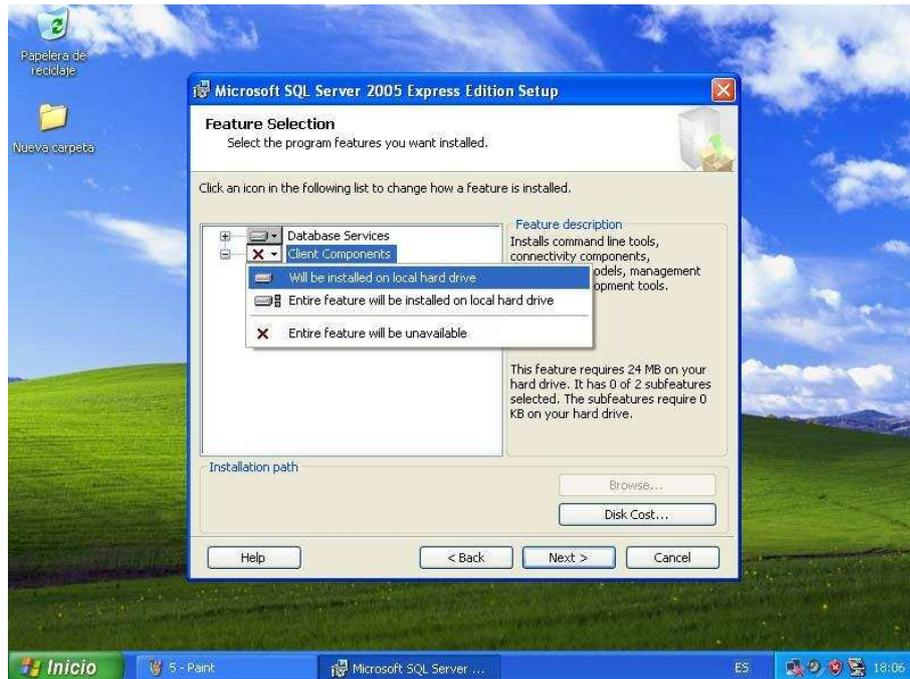 Papelera de
reciclaje
Nueva carpeta
Microsoft SQL Server 2005 Express Edition Setup
Feature Selection
Select the program features you want installed.
Click an icon in the following list to change how a feature is installed.
Database Services
Client Components
Will be installed on local hard drive
Entire feature will be installed on local hard drive
Entire feature will be unavailable
Feature description
Installs command line tools,
connectivity components,
odels, management
opment tools.
This feature requires 24 MB on your
hard drive. It has 0 of 2 subfeatures
selected. The subfeatures require 0
KB on your hard drive.
Installation path
Browse...
Disk Cost...
Help
< Back
Next >
Cancel
Inicio
5 - Paint
Microsoft SQL Server ...
ES
18:06